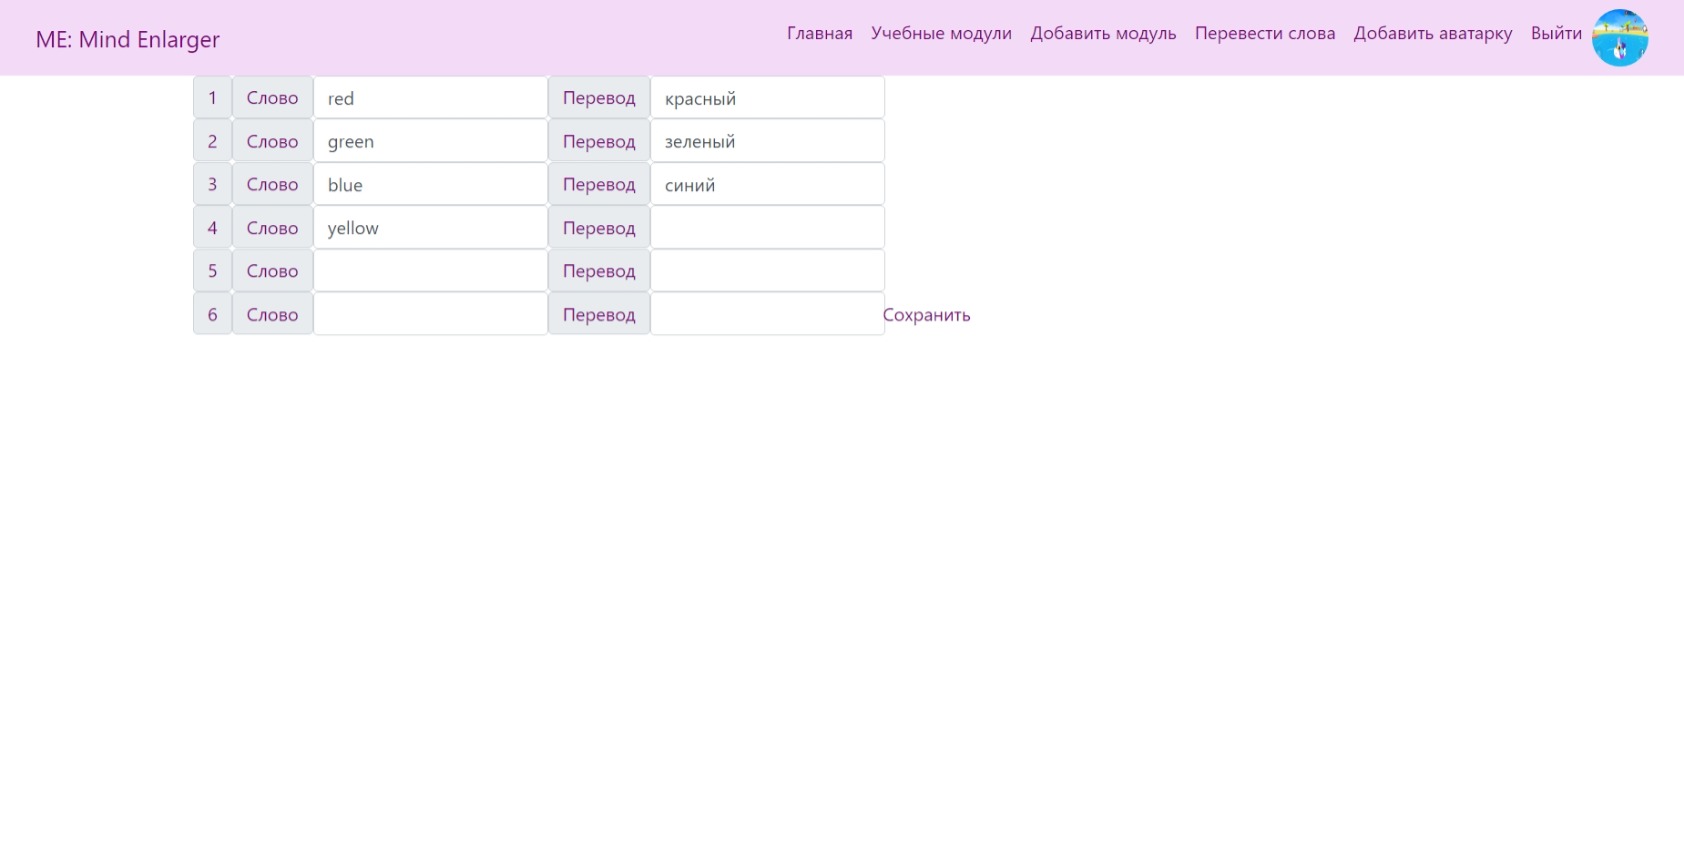 ME: Mind Enlarger
Главная Учебные модули Добавить модуль Перевести слова Добавить аватарку Выйти
1 Слово red Перевод красный
2 Слово green Перевод зеленый
3 Слово blue Перевод синий
4 Слово yellow Перевод
5 Слово Перевод
6 Слово Перевод Сохранить